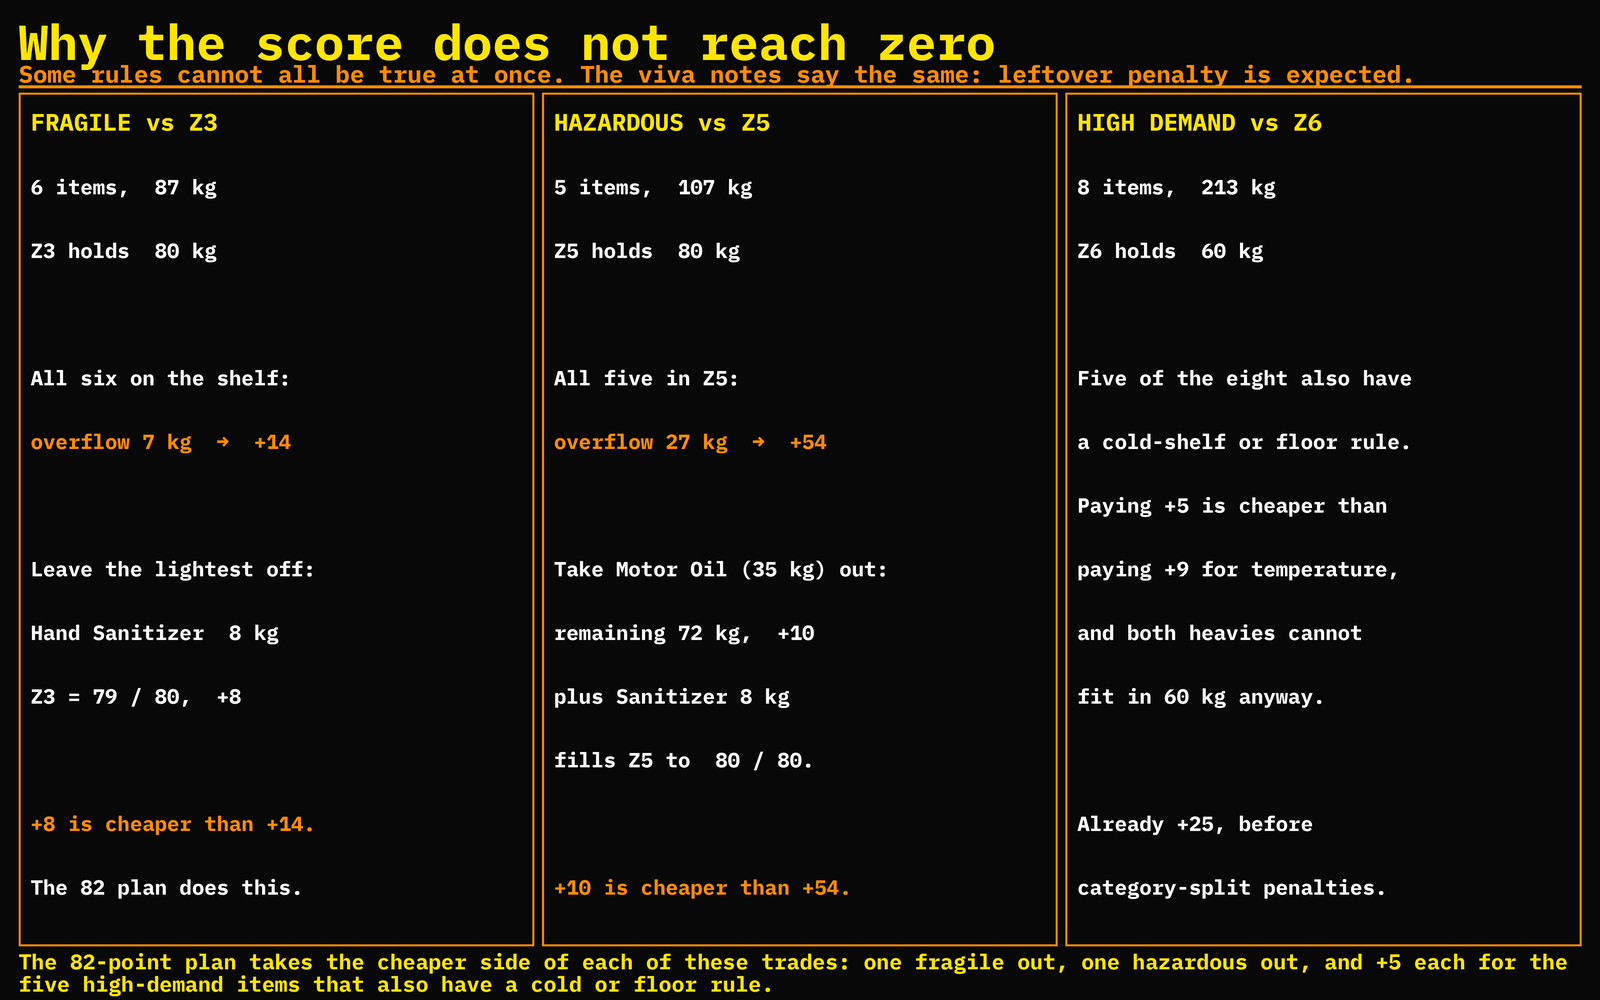 Why the score does not reach zero
Some rules cannot all be true at once. The viva notes say the same: leftover penalty is expected.
FRAGILE vs Z3
6 items,  87 kg
Z3 holds  80 kg
All six on the shelf:
overflow 7 kg  →  +14
Leave the lightest off:
Hand Sanitizer  8 kg
Z3 = 79 / 80,  +8
+8 is cheaper than +14.
The 82 plan does this.
HAZARDOUS vs Z5
5 items,  107 kg
Z5 holds  80 kg
All five in Z5:
overflow 27 kg  →  +54
Take Motor Oil (35 kg) out:
remaining 72 kg,  +10
plus Sanitizer 8 kg
fills Z5 to  80 / 80.
+10 is cheaper than +54.
HIGH DEMAND vs Z6
8 items,  213 kg
Z6 holds  60 kg
Five of the eight also have
a cold-shelf or floor rule.
Paying +5 is cheaper than
paying +9 for temperature,
and both heavies cannot
fit in 60 kg anyway.
Already +25, before
category-split penalties.
The 82-point plan takes the cheaper side of each of these trades: one fragile out, one hazardous out, and +5 each for the
five high-demand items that also have a cold or floor rule.